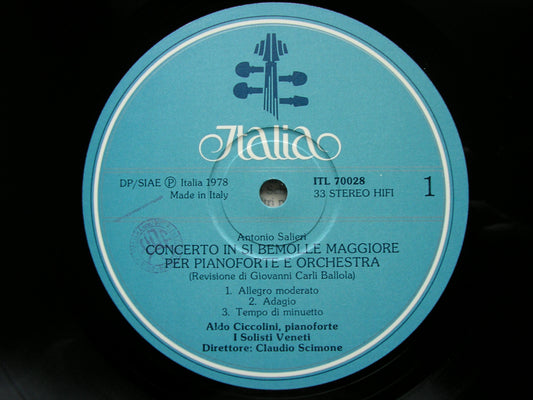 Italia
DP/SIAE Ⓟ Italia 1978
Made in Italy
ITL 70028
33 STEREO HIFI
1
Antonio Salieri
CONCERTO IN SI BEMOLLE MAGGIORE
PER PIANOFORTE E ORCHESTRA
(Revisione di Giovanni Carli Ballola)
1. Allegro moderato
2. Adagio
3. Tempo di minuetto
Aldo Ciccolini, pianoforte
I Solisti Veneti
Direttore: Claudio Scimone